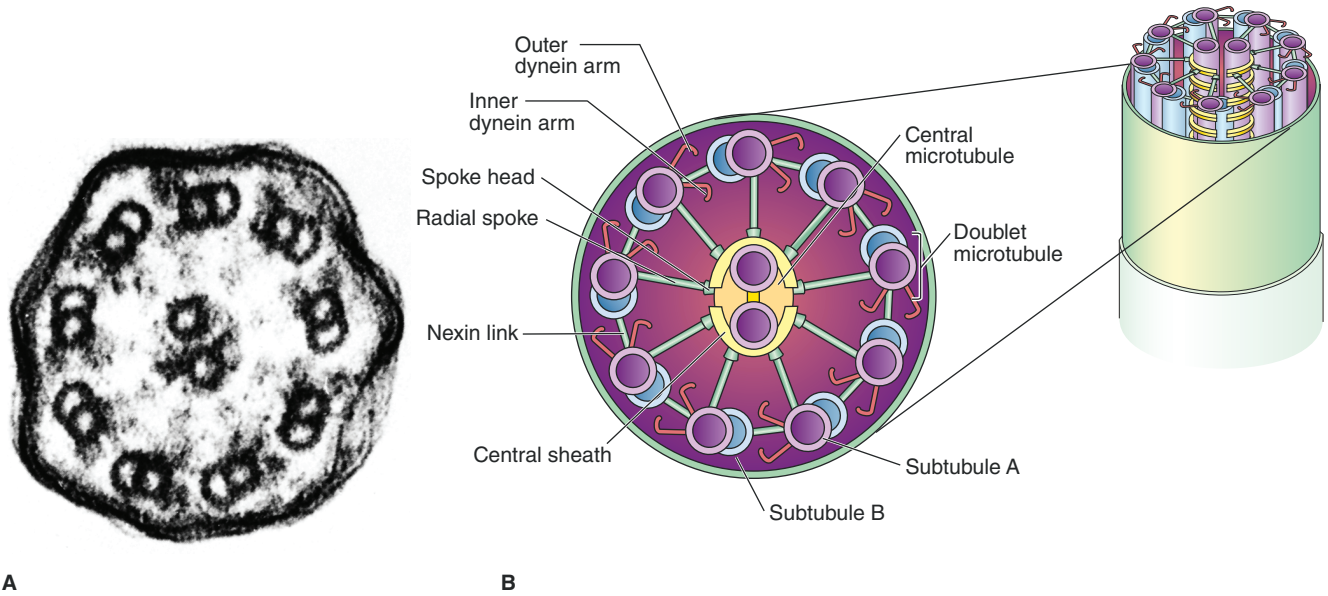 Outer
dynein arm
Inner
dynein arm
Spoke head
Radial spoke
Nexin link
Central sheath
Central
microtubule
Doublet
microtubule
Subtubule A
Subtubule B
A
B